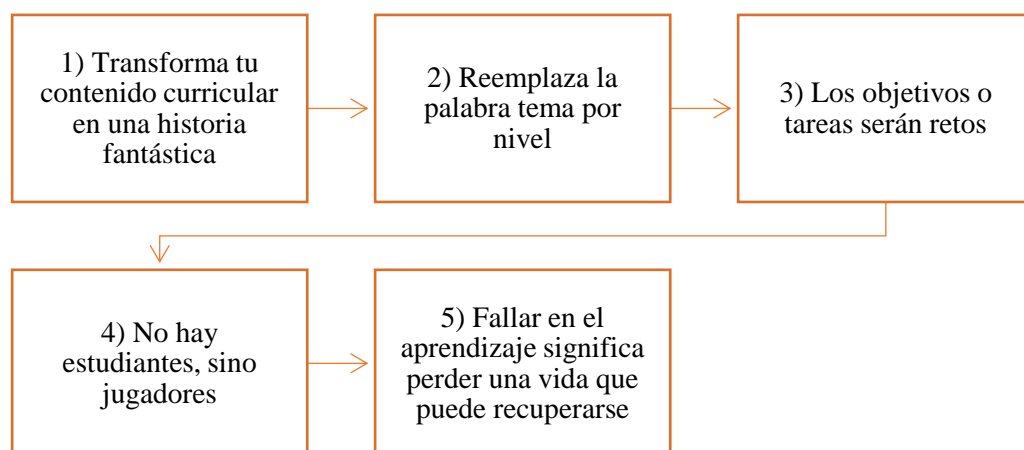 1) Transforma tu
contenido curricular
en una historia
fantástica
2) Reemplaza la
palabra tema por
nivel
3) Los objetivos o
tareas serán retos
4) No hay
estudiantes, sino
jugadores
5) Fallar en el
aprendizaje significa
perder una vida que
puede recuperarse